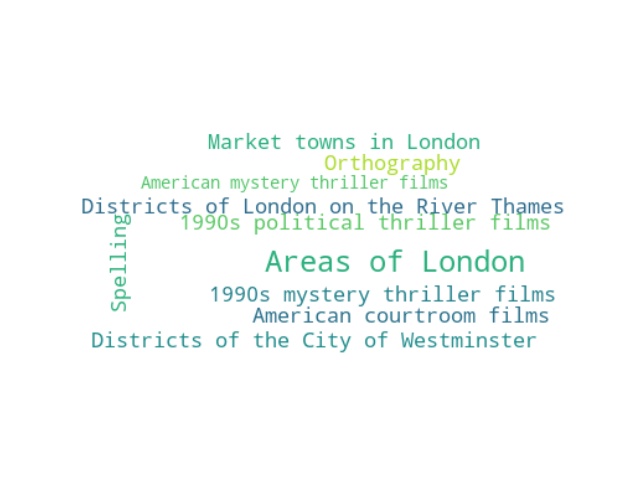 Market towns in London
Orthography
American mystery thriller films
Districts of London on the River Thames
1990s political thriller films
Spelling
Areas of London
1990s mystery thriller films
American courtroom films
Districts of the City of Westminster